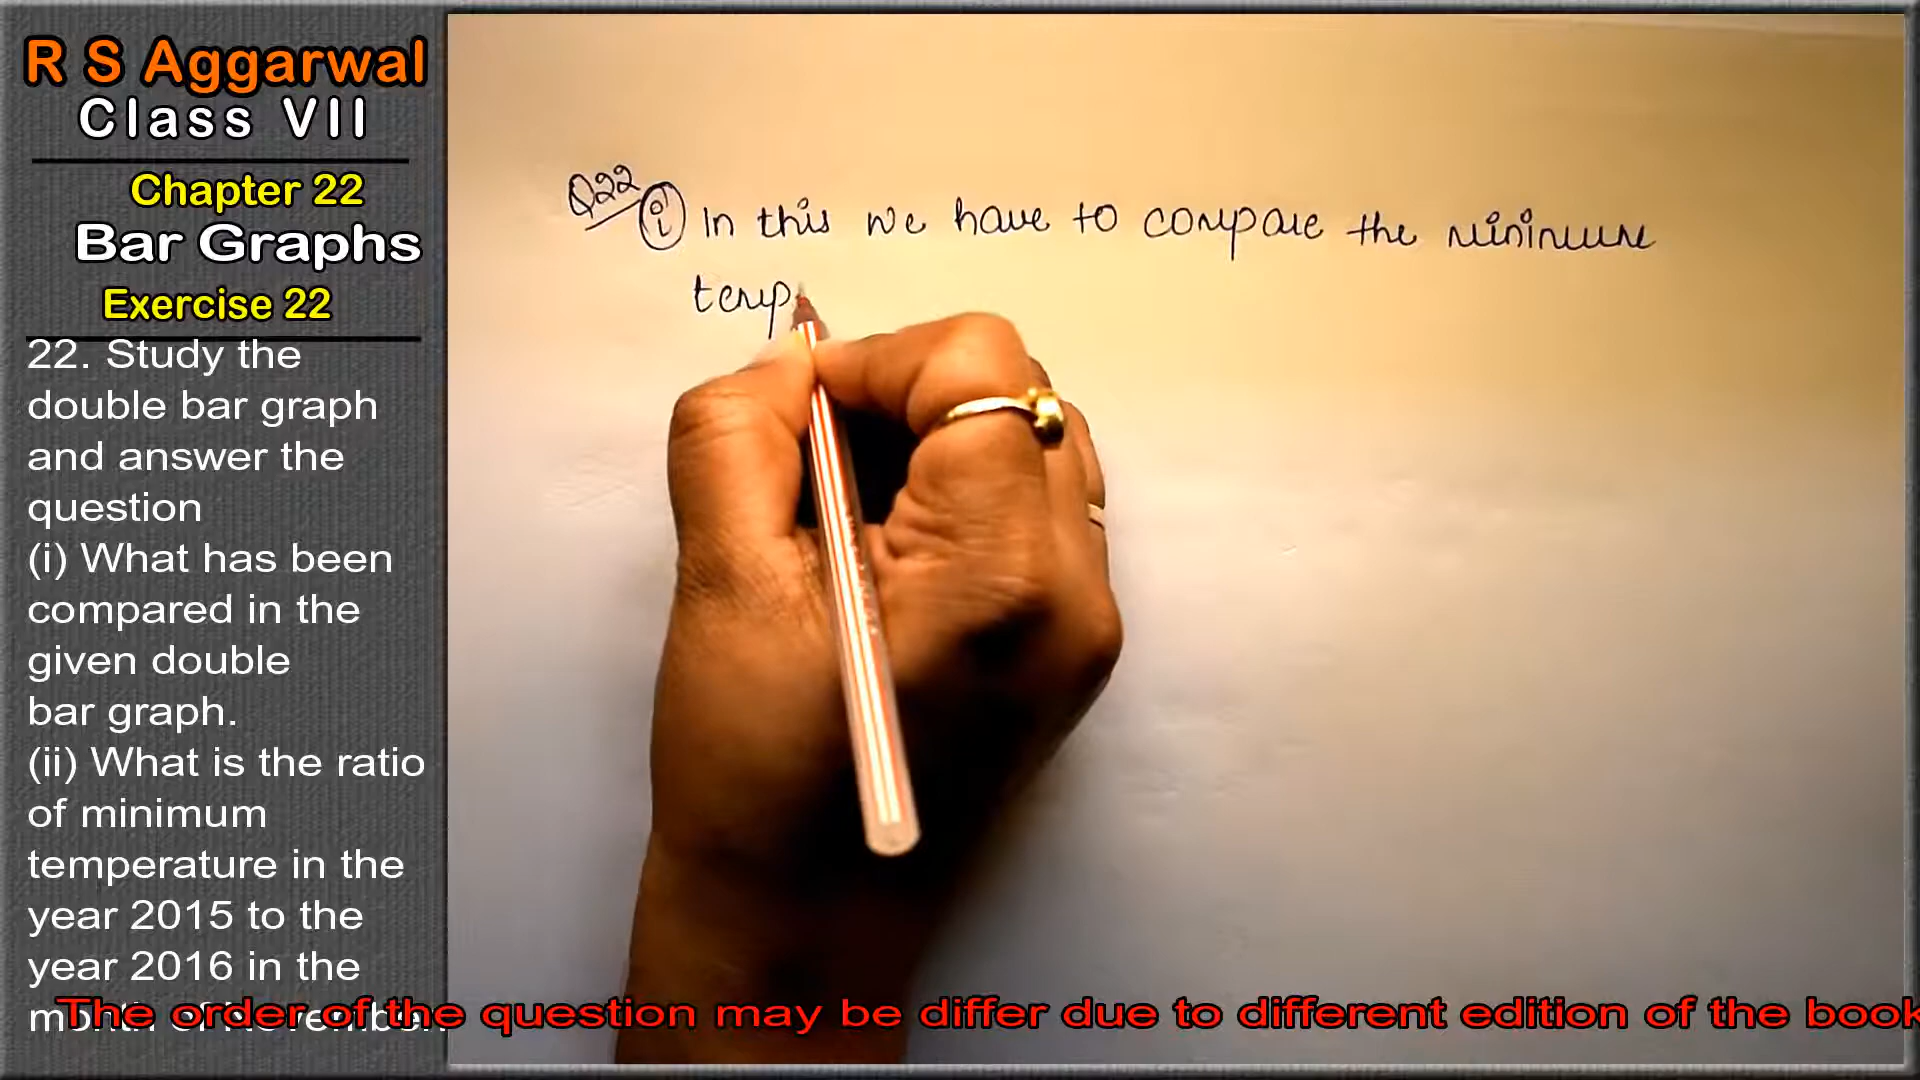 R S Aggarwal
Class VII
Chapter 22
Bar Graphs
Exercise 22
22. Study the
double bar graph
and answer the
question
(i) What has been
compared in the
given double
bar graph.
(ii) What is the ratio
of minimum
temperature in the
year 2015 to the
year 2016 in the
month of November.
The order of the question may be differ due to different edition of the book
Q22 (i) In this we have to compare the minimum
temp